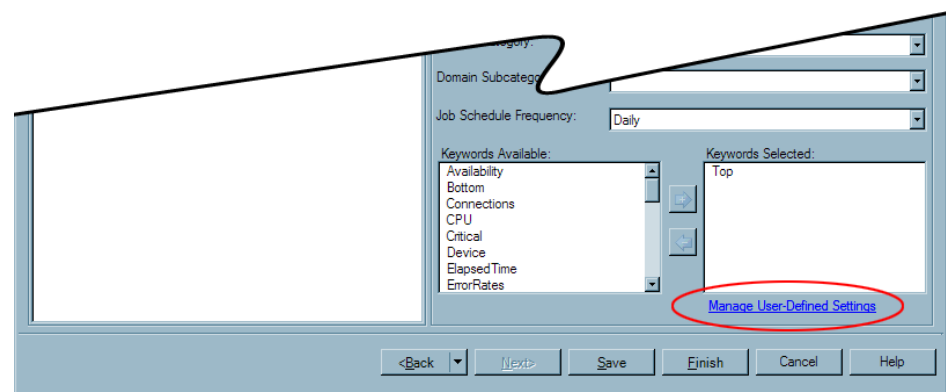 Domain Subcateg
Job Schedule Frequency: Daily
Keywords Available: Keywords Selected:
Availability Top
Bottom
Connections
CPU
Critical
Device
ElapsedTime
ErrorRates
Manage User-Defined Settings
<Back Next> Save Finish Cancel Help